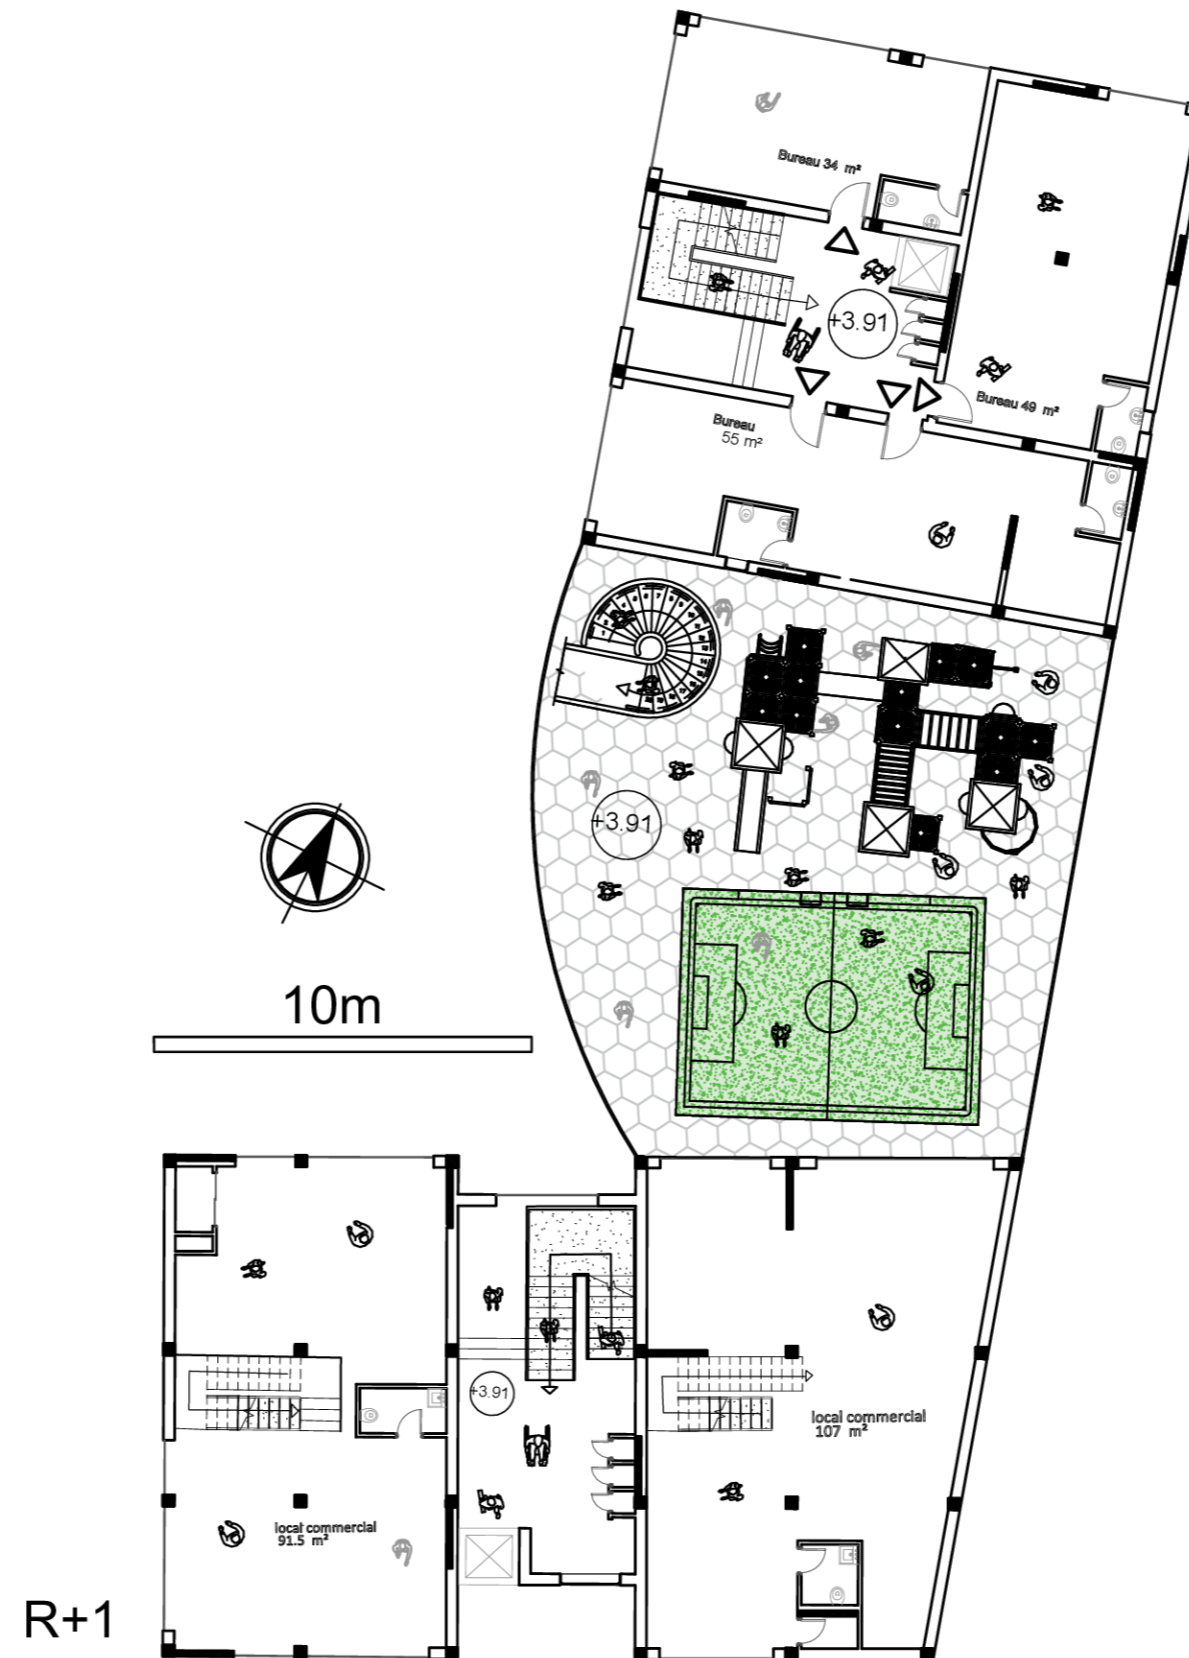 Bureau 34 m²
+3.91
Bureau 49 m²
Bureau
55 m²
+3.91
10m
+3.91
local commercial
107 m²
local commercial
91.5 m²
R+1